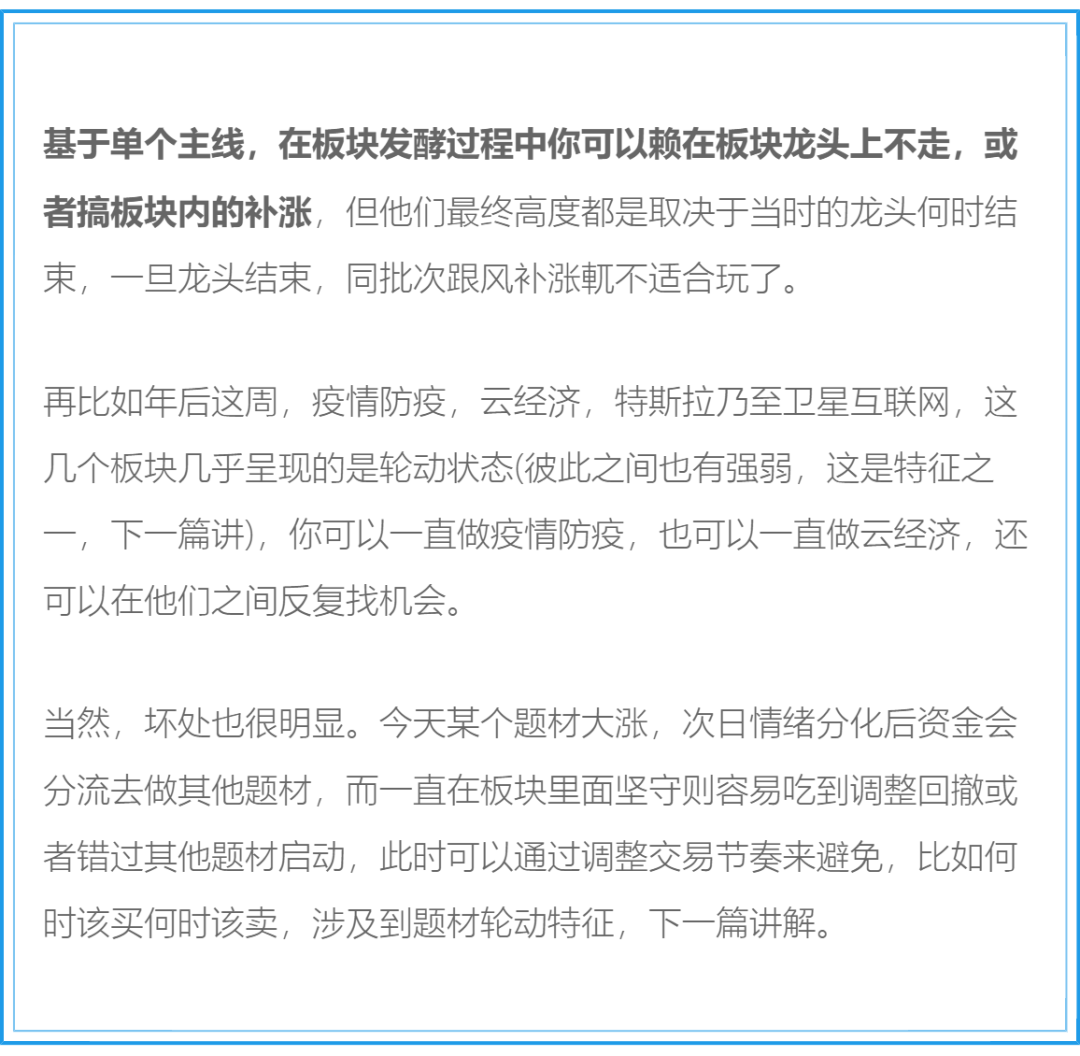 基于单个主线，在板块发酵过程中你可以赖在板块龙头上不走，或
者搞板块内的补涨，但他们最终高度都是取决于当时的龙头何时结
束，一旦龙头结束，同批次跟风补涨軏不适合玩了。
再比如年后这周，疫情防疫，云经济，特斯拉乃至卫星互联网，这
几个板块几乎呈现的是轮动状态(彼此之间也有强弱，这是特征之
一，下一篇讲)，你可以一直做疫情防疫，也可以一直做云经济，还
可以在他们之间反复找机会。
当然，坏处也很明显。今天某个题材大涨，次日情绪分化后资金会
分流去做其他题材，而一直在板块里面坚守则容易吃到调整回撤或
者错过其他题材启动，此时可以通过调整交易节奏来避免，比如何
时该买何时该卖，涉及到题材轮动特征，下一篇讲解。